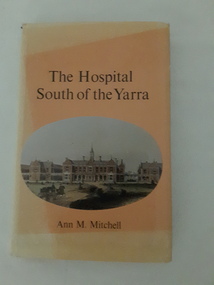 The Hospital
South of the Yarra
Ann M. Mitchell